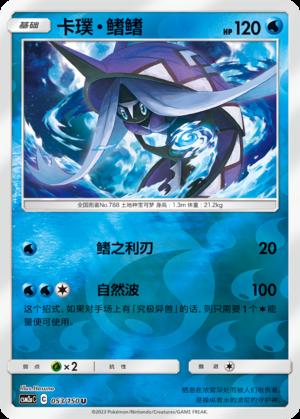 基础 卡璞・鳍鳍 HP 120
全国图鉴No.788 土地神宝可梦 身高：1.3m 体重：21.2kg
鳍之利刃 20
自然波 100
这个招式，如果对手场上有「究极异兽」的话，则只需要1个
能量便可使用。
弱点 ×2 抗性 撤退
Illus.Hasuno
CSM2a C C 053/150 U
©2023 Pokémon/Nintendo/Creatures/GAME FREAK.